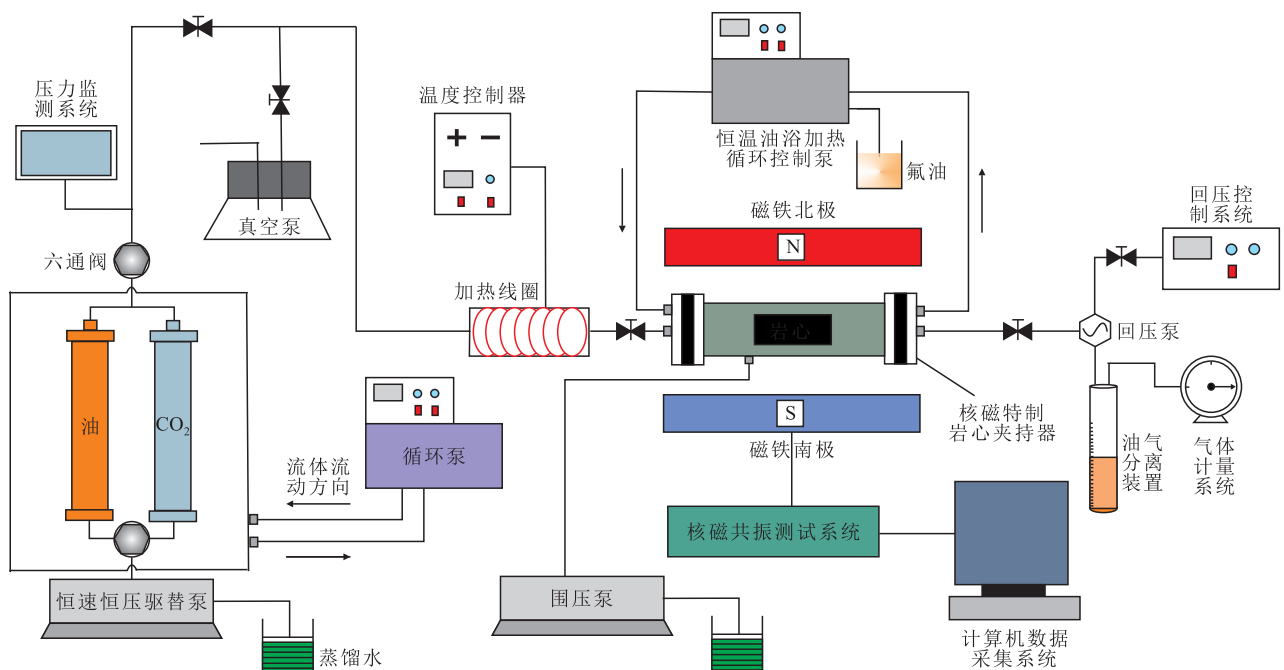 压力监
测系统
真空泵
六通阀
油
CO₂
恒速恒压驱替泵
蒸馏水
温度控制器
加热线圈
流体流
动方向
循环泵
恒温油浴加热
循环控制泵
氟油
磁铁北极
N
岩心
S
磁铁南极
核磁特制
岩心夹持器
核磁共振测试系统
围压泵
计算机数据
采集系统
回压控
制系统
回压泵
油气
分离
装置
气体
计量
系统